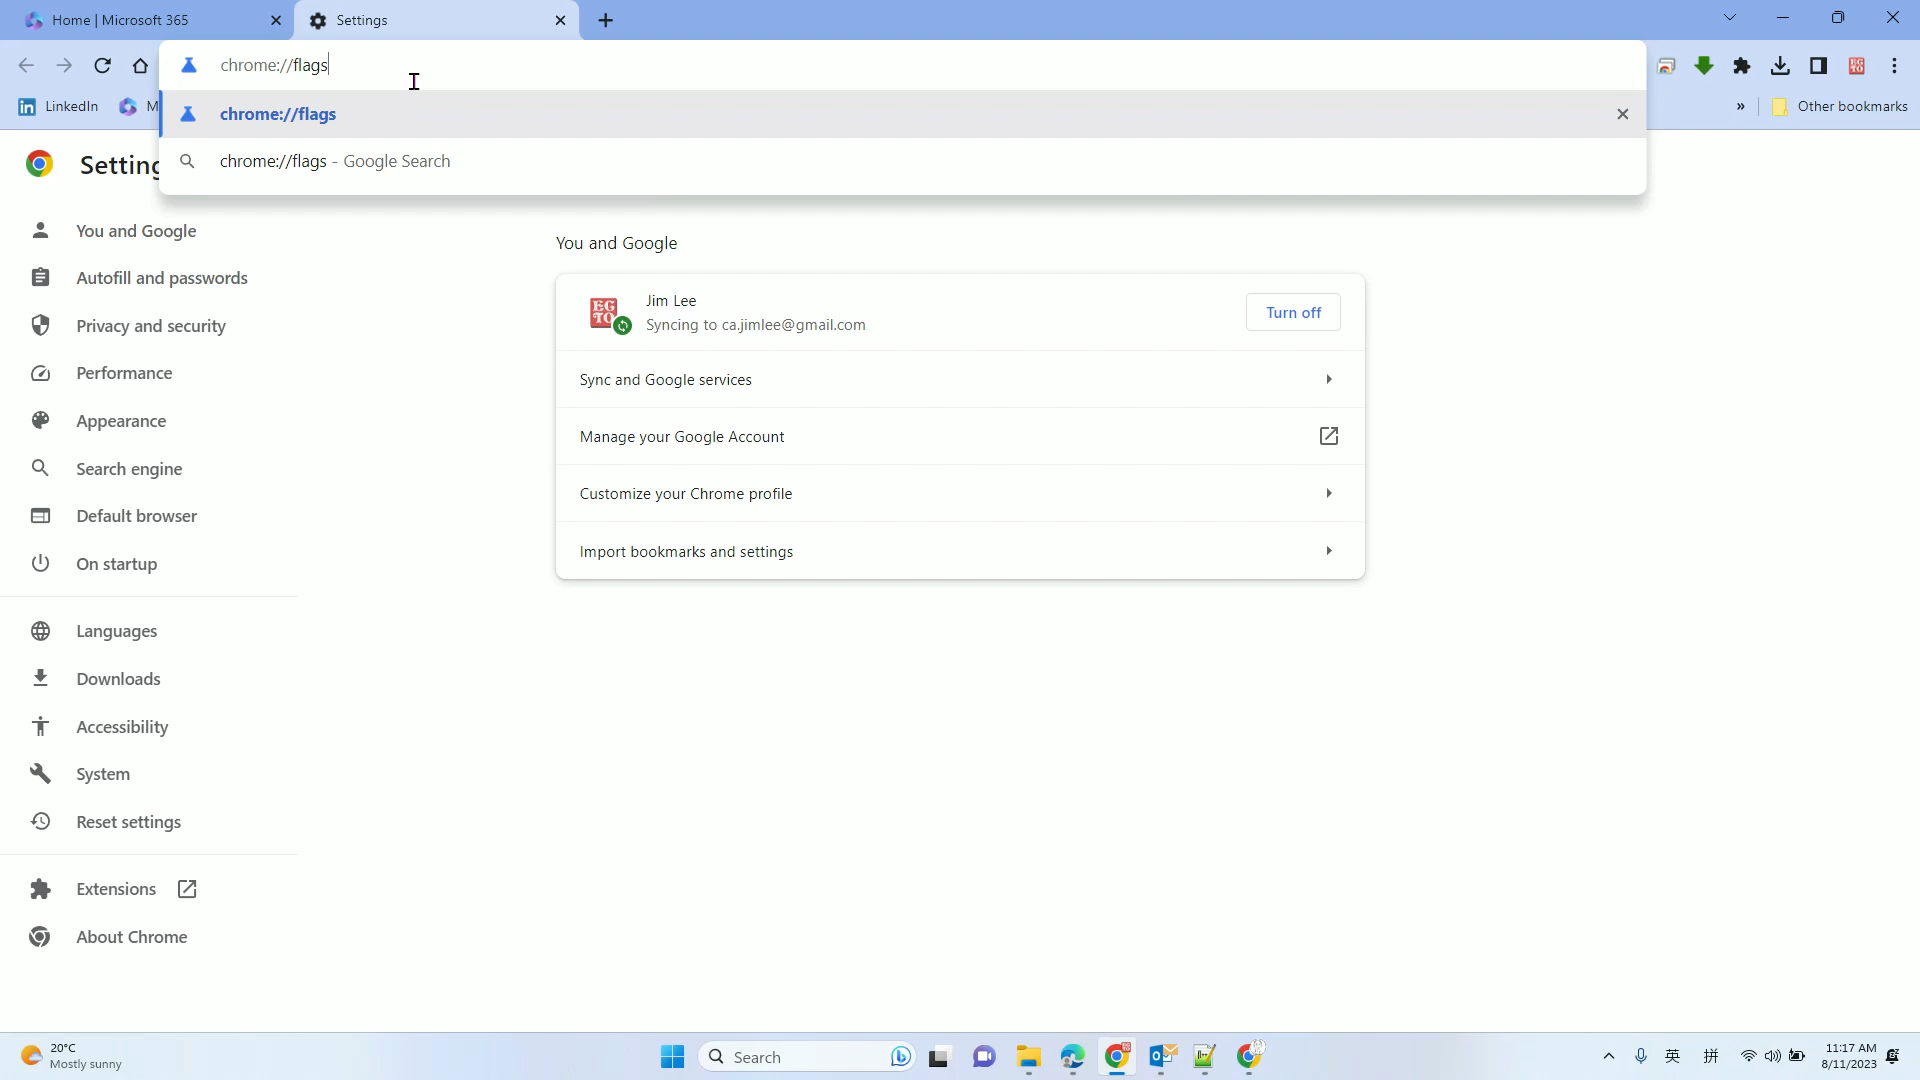 Home | Microsoft 365
Settings
chrome://flags
LinkedIn
M
»
Other bookmarks
chrome://flags
chrome://flags - Google Search
Setting
You and Google
Autofill and passwords
Privacy and security
Performance
Appearance
Search engine
Default browser
On startup
Languages
Downloads
Accessibility
System
Reset settings
Extensions
About Chrome
You and Google
EG
TO
Jim Lee
Syncing to ca.jimlee@gmail.com
Turn off
Sync and Google services
Manage your Google Account
Customize your Chrome profile
Import bookmarks and settings
20°C
Mostly sunny
Search
英
拼
11:17 AM
8/11/2023